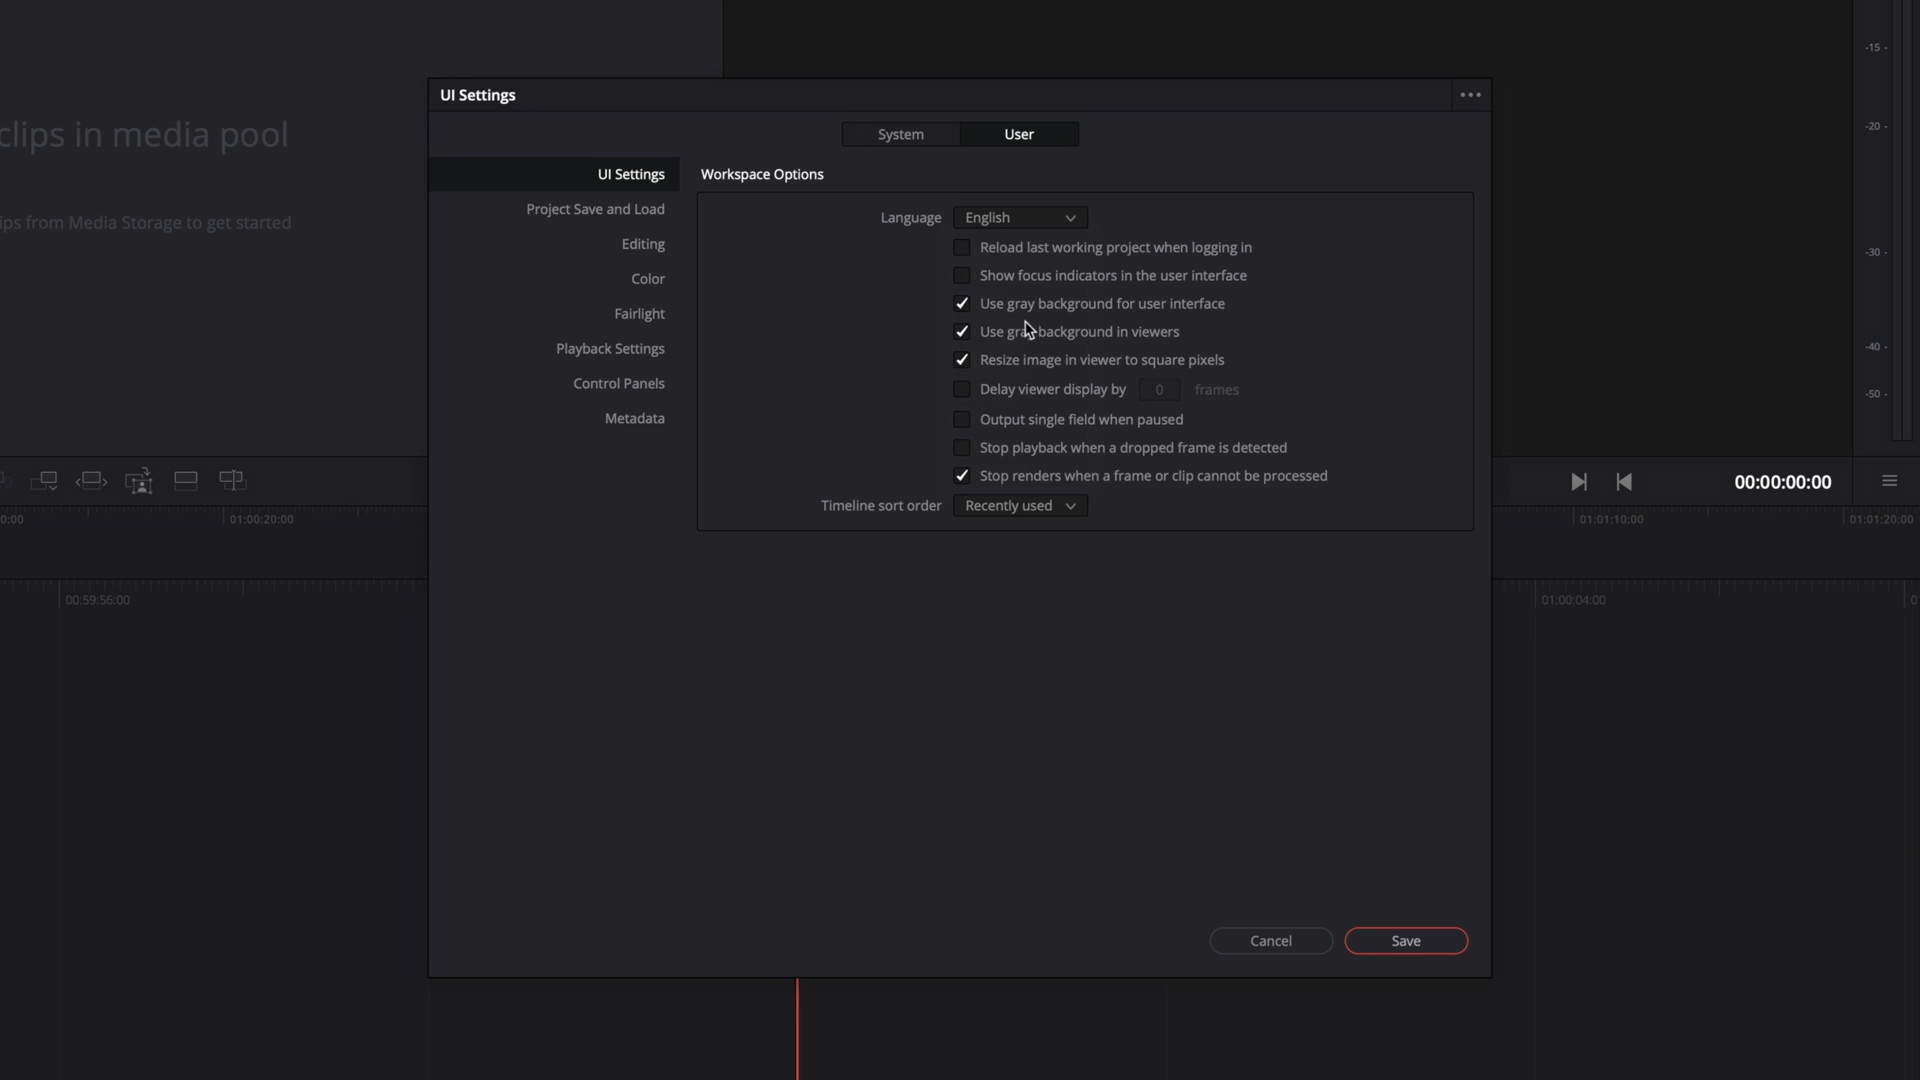 -15 -
-20 -
-30 -
-40 -
-50 -
clips in media pool
ips from Media Storage to get started
UI Settings
System
User
UI Settings
Project Save and Load
Editing
Color
Fairlight
Playback Settings
Control Panels
Metadata
Workspace Options
Language English
Reload last working project when logging in
Show focus indicators in the user interface
Use gray background for user interface
Use gray background in viewers
Resize image in viewer to square pixels
Delay viewer display by 0 frames
Output single field when paused
Stop playback when a dropped frame is detected
Stop renders when a frame or clip cannot be processed
Timeline sort order Recently used
Cancel
Save
00:00:00:00
0:00
01:00:20:00
01:01:10:00
01:01:20:00
00:59:56:00
01:00:04:00
0